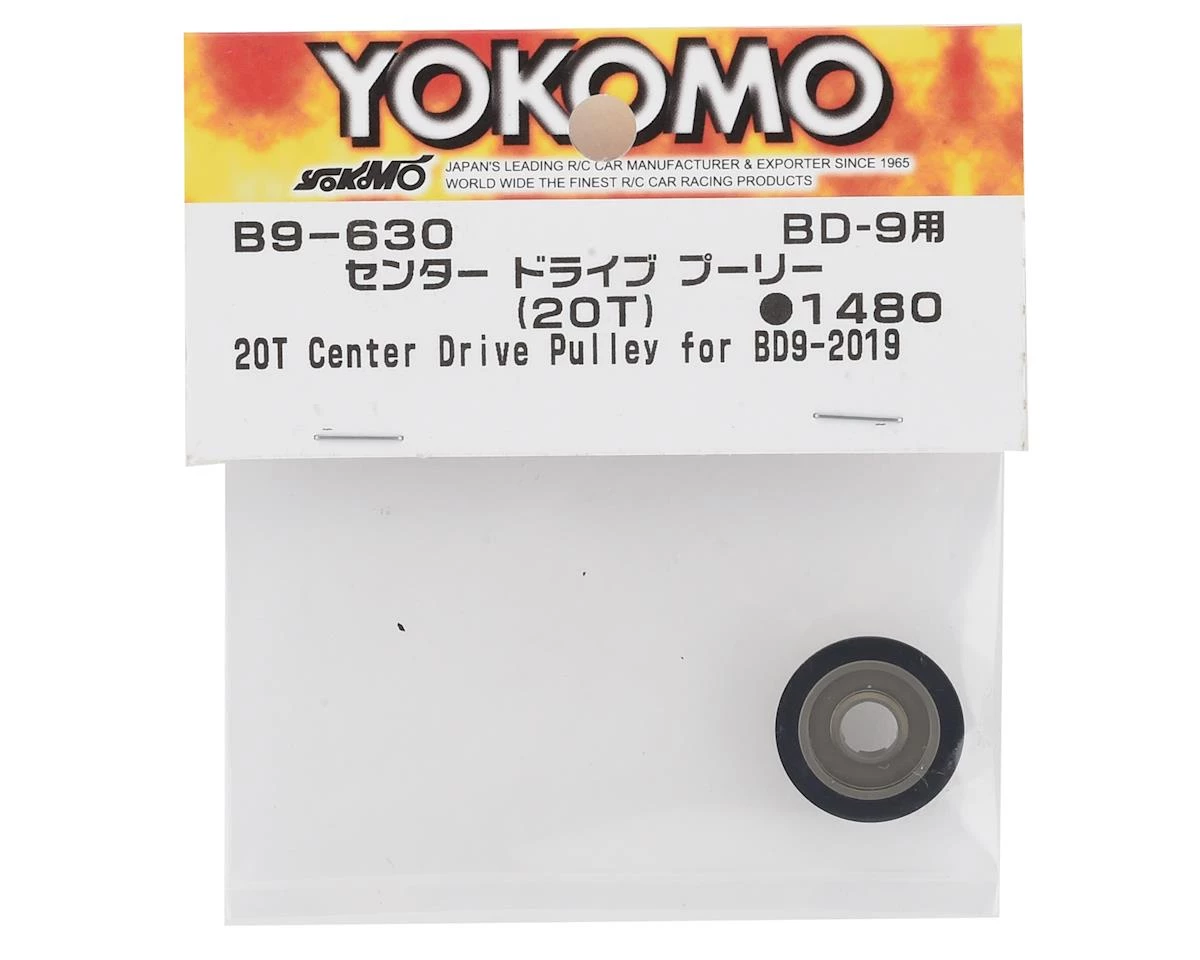 YOKOMO
YOKOMO JAPAN'S LEADING R/C CAR MANUFACTURER & EXPORTER SINCE 1965
WORLD WIDE THE FINEST R/C CAR RACING PRODUCTS
B9-630 BD-9用
センター ドライブ プーリー
(20T) ●1480
20T Center Drive Pulley for BD9-2019